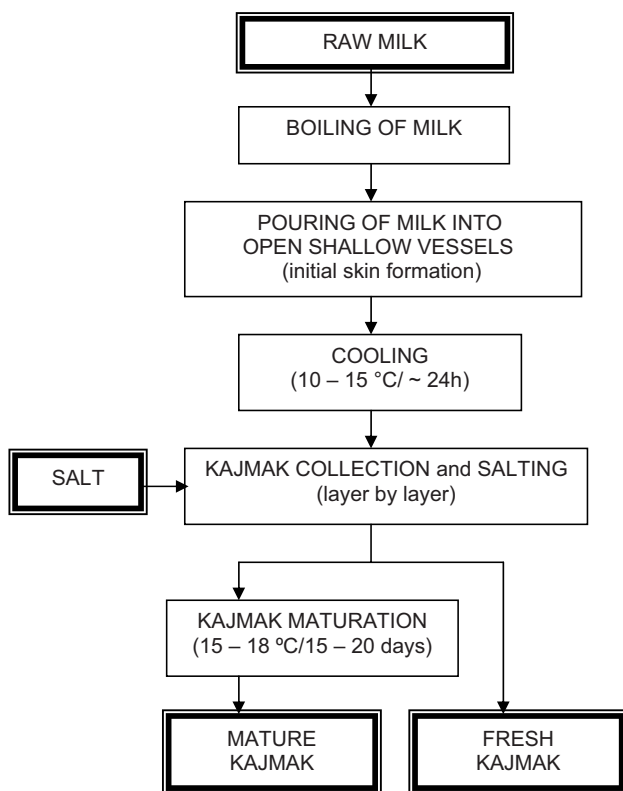 RAW MILK
BOILING OF MILK
POURING OF MILK INTO
OPEN SHALLOW VESSELS
(initial skin formation)
COOLING
(10 – 15 °C/ ~ 24h)
SALT
KAJMAK COLLECTION and SALTING
(layer by layer)
KAJMAK MATURATION
(15 – 18 ºC/15 – 20 days)
MATURE
KAJMAK
FRESH
KAJMAK